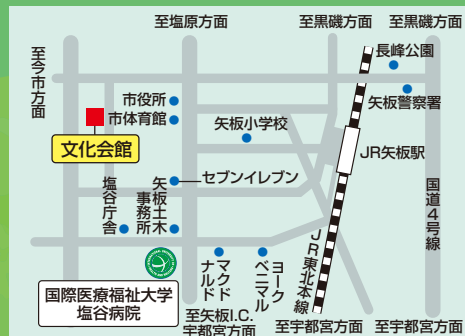 至塩原方面
至黒磯方面
至黒磯方面
至今市方面
長峰公園
市役所
市体育館
矢板警察署
矢板小学校
文化会館
JR矢板駅
セブンイレブン
塩谷庁舎
矢板土木
事務所
国道4号線
JR東北本線
マクド
ナルド
ヨーク
ベニマル
国際医療福祉大学
塩谷病院
至矢板I.C.
宇都宮方面
至宇都宮方面
至宇都宮方面